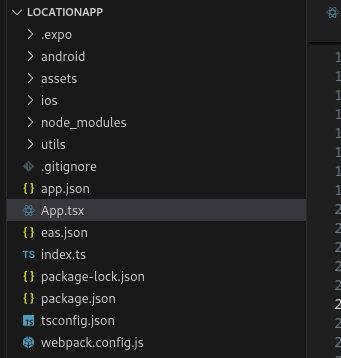 LOCATIONAPP
.expo
android
assets
ios
node_modules
utils
.gitignore
{} app.json
App.tsx
{} eas.json
TS index.ts
{} package-lock.json
{} package.json
TS tsconfig.json
webpack.config.js